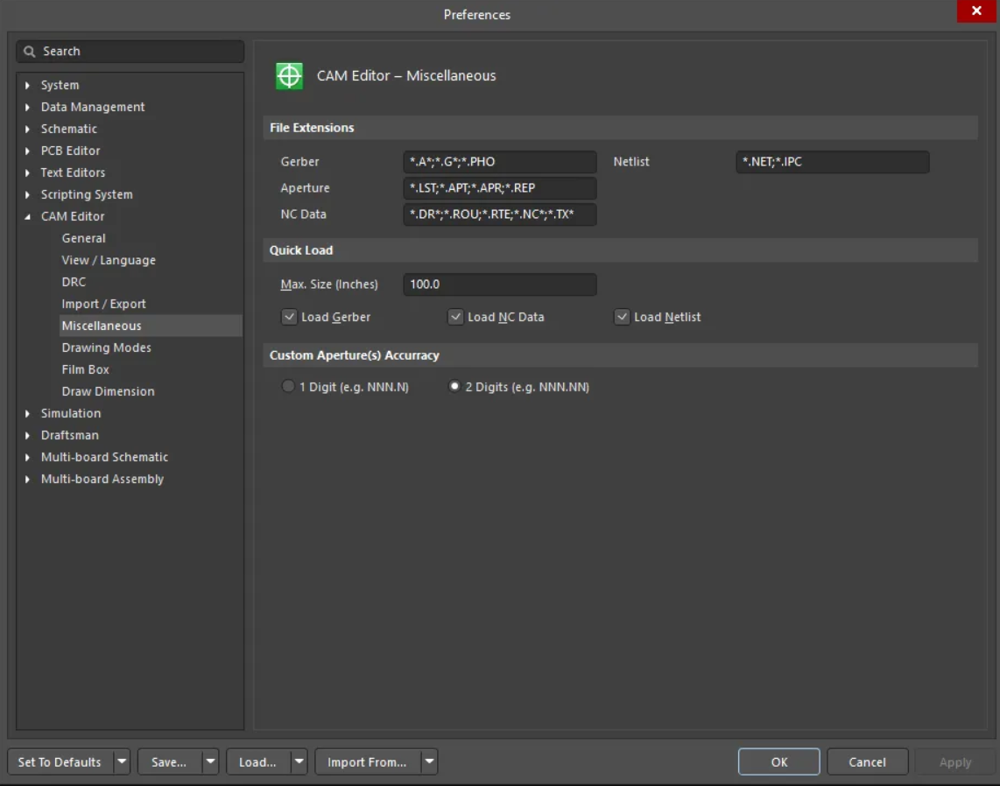 Preferences
Search
System
Data Management
Schematic
PCB Editor
Text Editors
Scripting System
CAM Editor
General
View / Language
DRC
Import / Export
Miscellaneous
Drawing Modes
Film Box
Draw Dimension
Simulation
Draftsman
Multi-board Schematic
Multi-board Assembly
CAM Editor – Miscellaneous
File Extensions
Gerber *.A*;*.G*;*.PHO Netlist *.NET;*.IPC
Aperture *.LST;*.APT;*.APR;*.REP
NC Data *.DR*;*.ROU;*.RTE;*.NC*;*.TX*
Quick Load
Max. Size (Inches) 100.0
Load Gerber Load NC Data Load Netlist
Custom Aperture(s) Accurracy
1 Digit (e.g. NNN.N) 2 Digits (e.g. NNN.NN)
Set To Defaults Save... Load... Import From... OK Cancel Apply